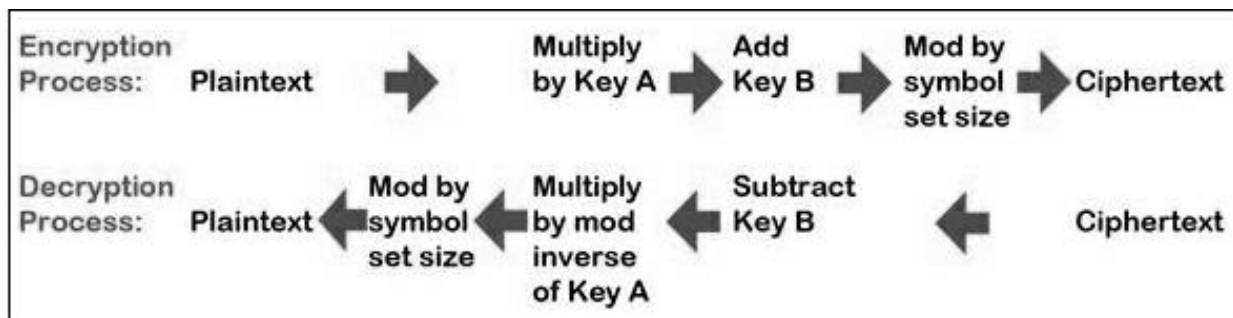 Encryption Multiply Add Mod by
Process: Plaintext by Key A Key B symbol Ciphertext
set size
Decryption Mod by Multiply Subtract
Process: Plaintext symbol by mod Key B Ciphertext
set size inverse
of Key A